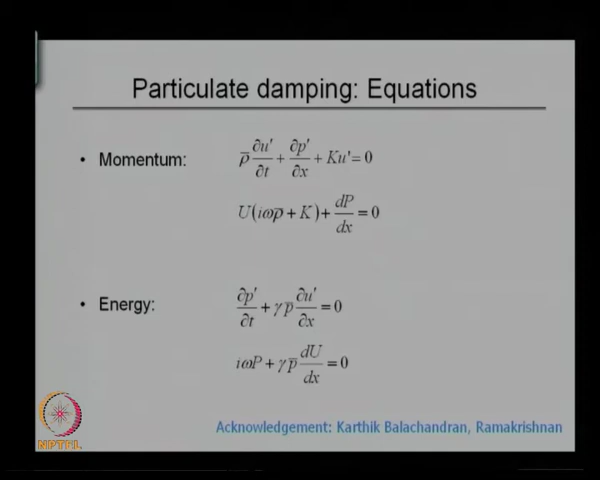 Particulate damping: Equations
• Momentum: ρ̄ ∂u'/∂t + ∂p'/∂x + Ku' = 0
U(iωρ̄ + K) + dP/dx = 0
• Energy: ∂p'/∂t + γp̄ ∂u'/∂x = 0
iωP + γp̄ dU/dx = 0
Acknowledgement: Karthik Balachandran, Ramakrishnan
NPTEL